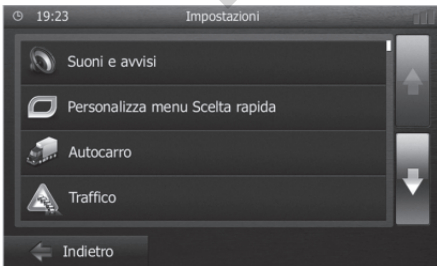 19:23 Impostazioni
Suoni e avvisi
Personalizza menu Scelta rapida
Autocarro
Traffico
Indietro